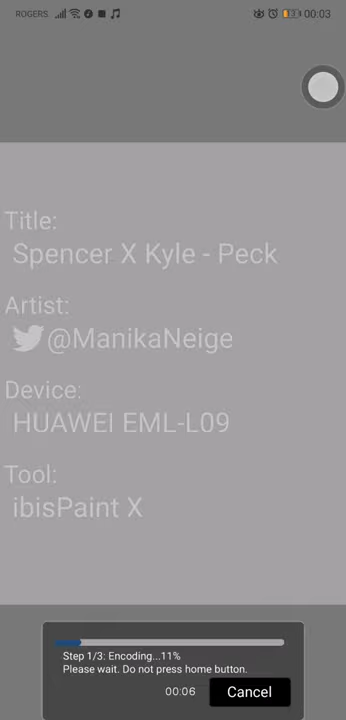 ROGERS 00:03
Title:
Spencer X Kyle - Peck
Artist:
@ManikaNeige
Device:
HUAWEI EML-L09
Tool:
ibisPaint X
Step 1/3: Encoding...11%
Please wait. Do not press home button.
00:06 Cancel